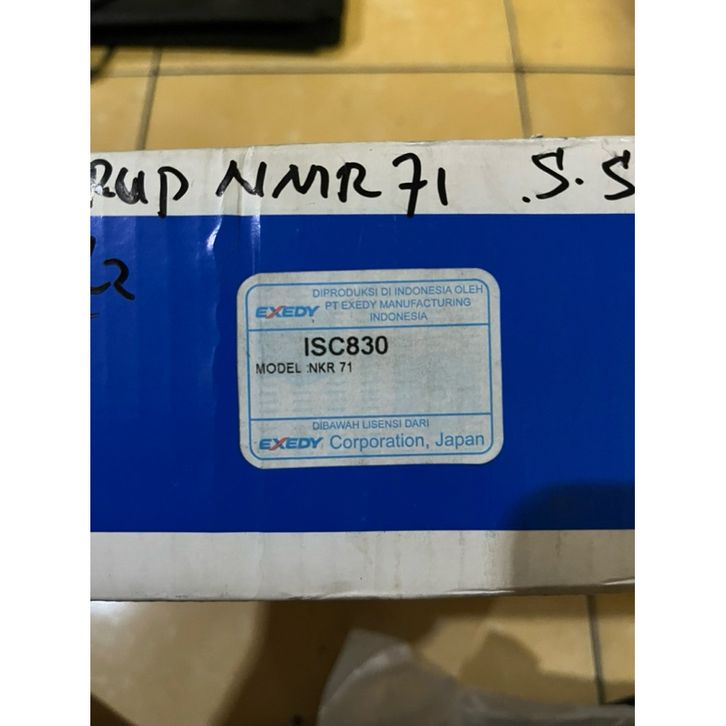 RUP NMR 71 S.S
DIPRODUKSI DI INDONESIA OLEH
EXEDY PT EXEDY MANUFACTURING
INDONESIA
ISC830
MODEL :NKR 71
DIBAWAH LISENSI DARI
EXEDY Corporation, Japan